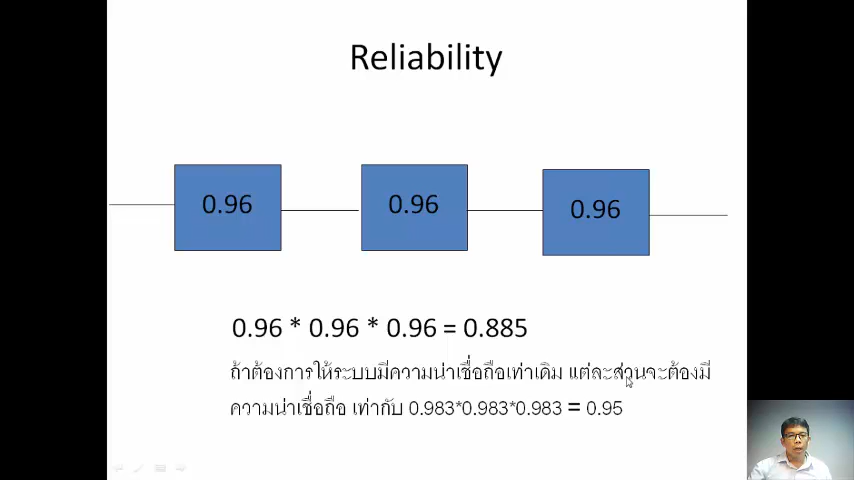 Reliability
0.96
0.96
0.96
0.96 * 0.96 * 0.96 = 0.885
ถ้าต้องการให้ระบบมีความน่าเชื่อถือเท่าเดิม แต่ละส่วนจะต้องมี
ความน่าเชื่อถือ เท่ากับ 0.983*0.983*0.983 = 0.95